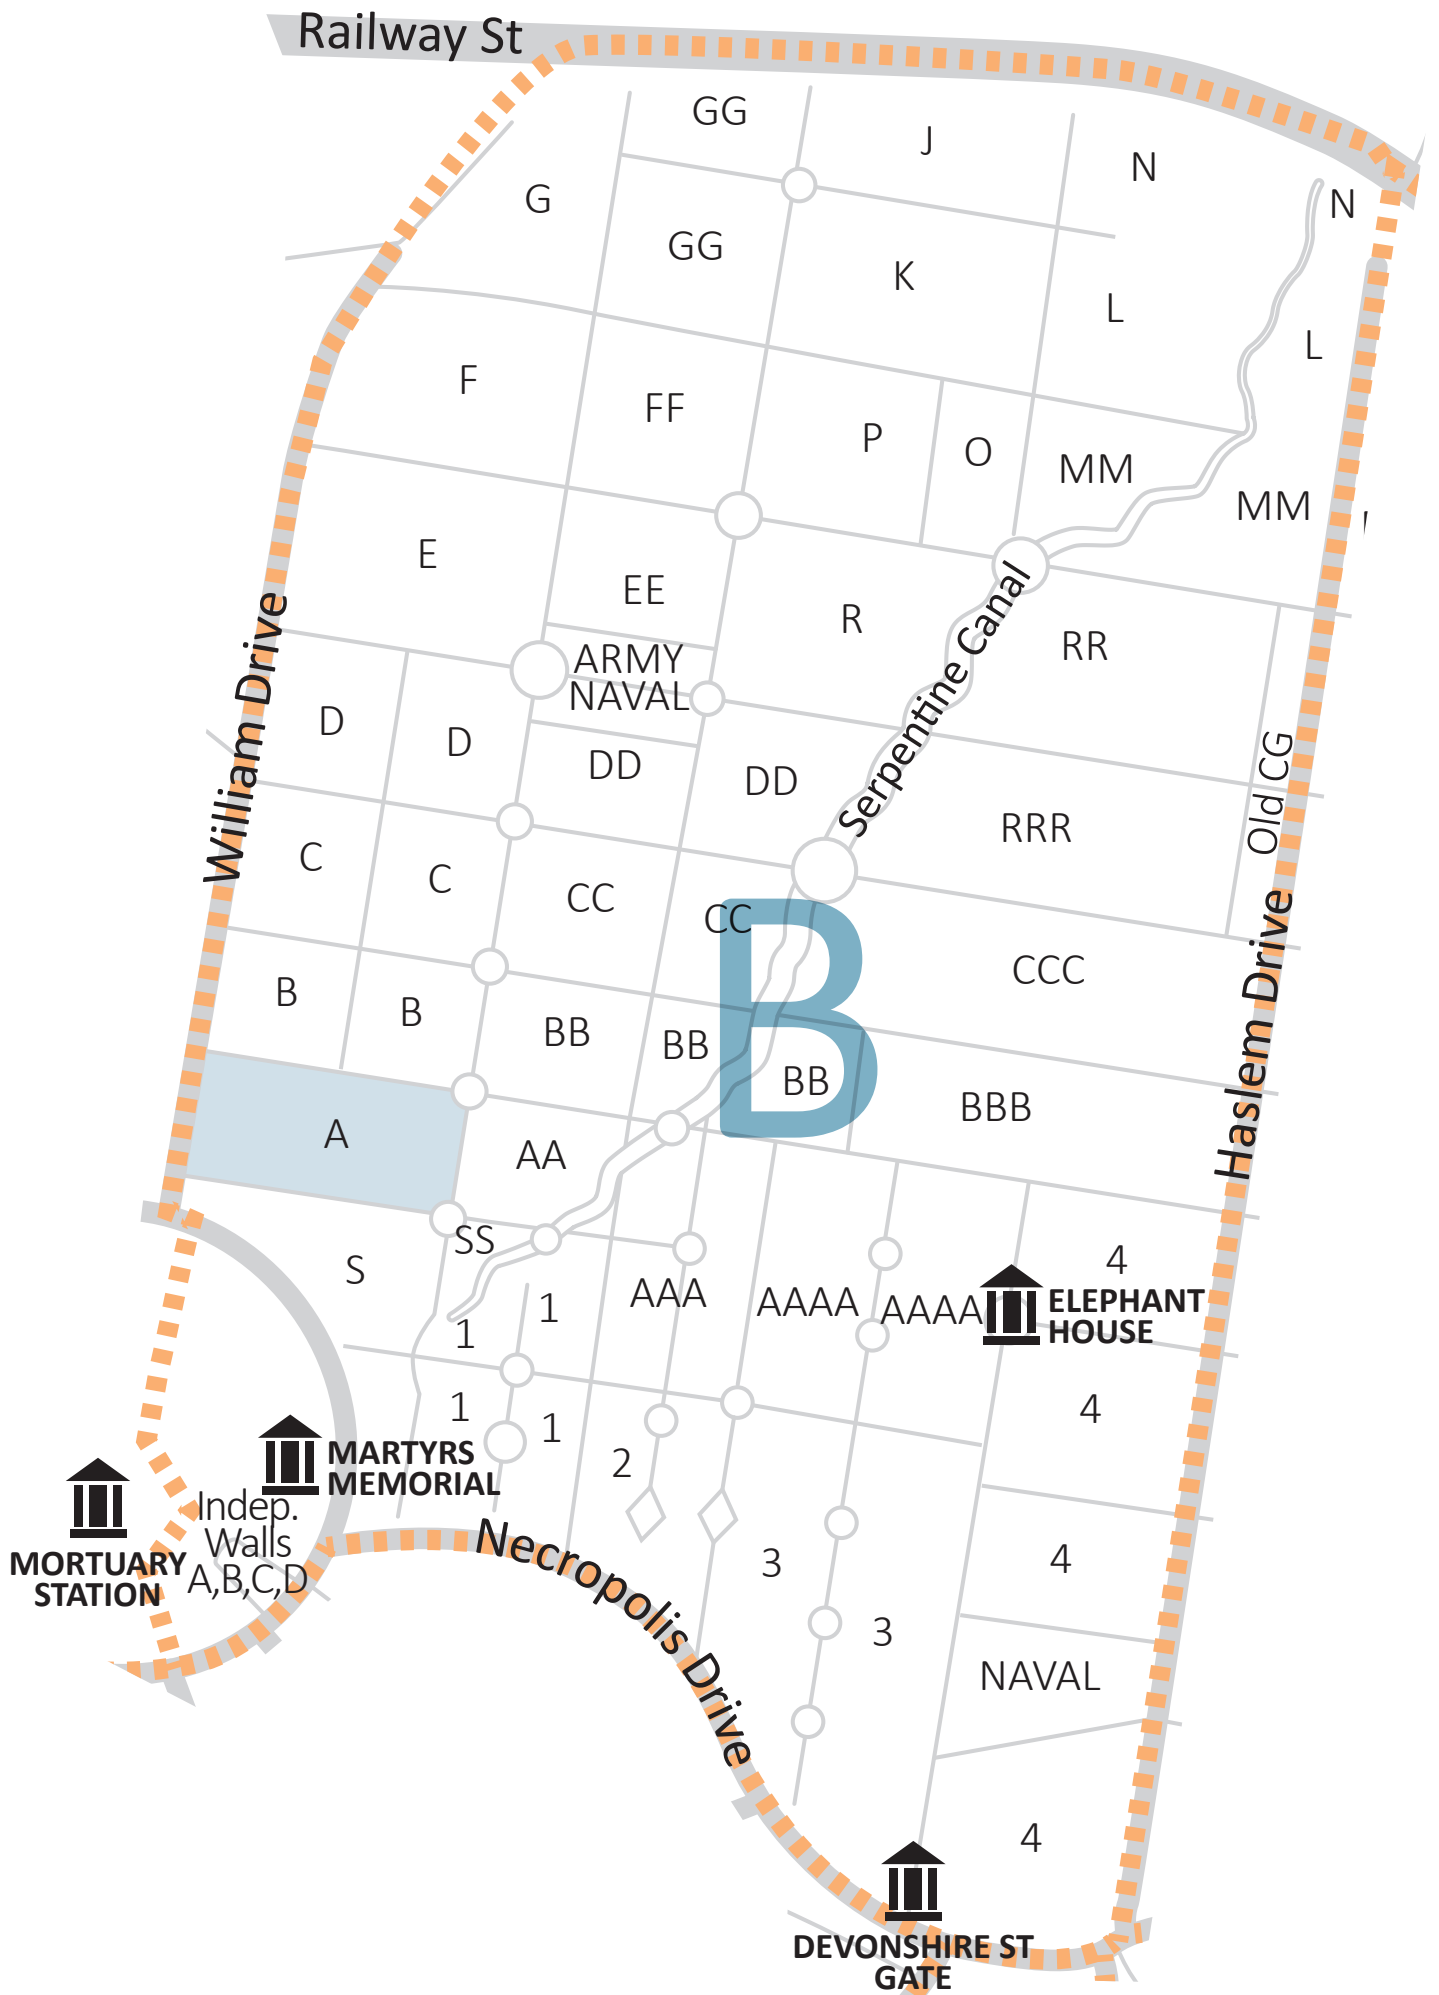 Railway St
GG
J
N
N
G
GG
K
L
L
F
FF
P
O
MM
MM
E
EE
R
RR
Serpentine Canal
William Drive
ARMY
NAVAL
D
D
DD
DD
Old CG
RRR
C
C
CC
CC
B
CCC
Haslem Drive
B
B
BB
BB
BB
BBB
A
AA
S
SS
1
1
AAA
AAAA
AAAA
4
ELEPHANT
HOUSE
1
1
2
4
MARTYRS
MEMORIAL
Indep.
Walls
A,B,C,D
MORTUARY
STATION
Necropolis Drive
3
4
3
NAVAL
4
DEVONSHIRE ST
GATE